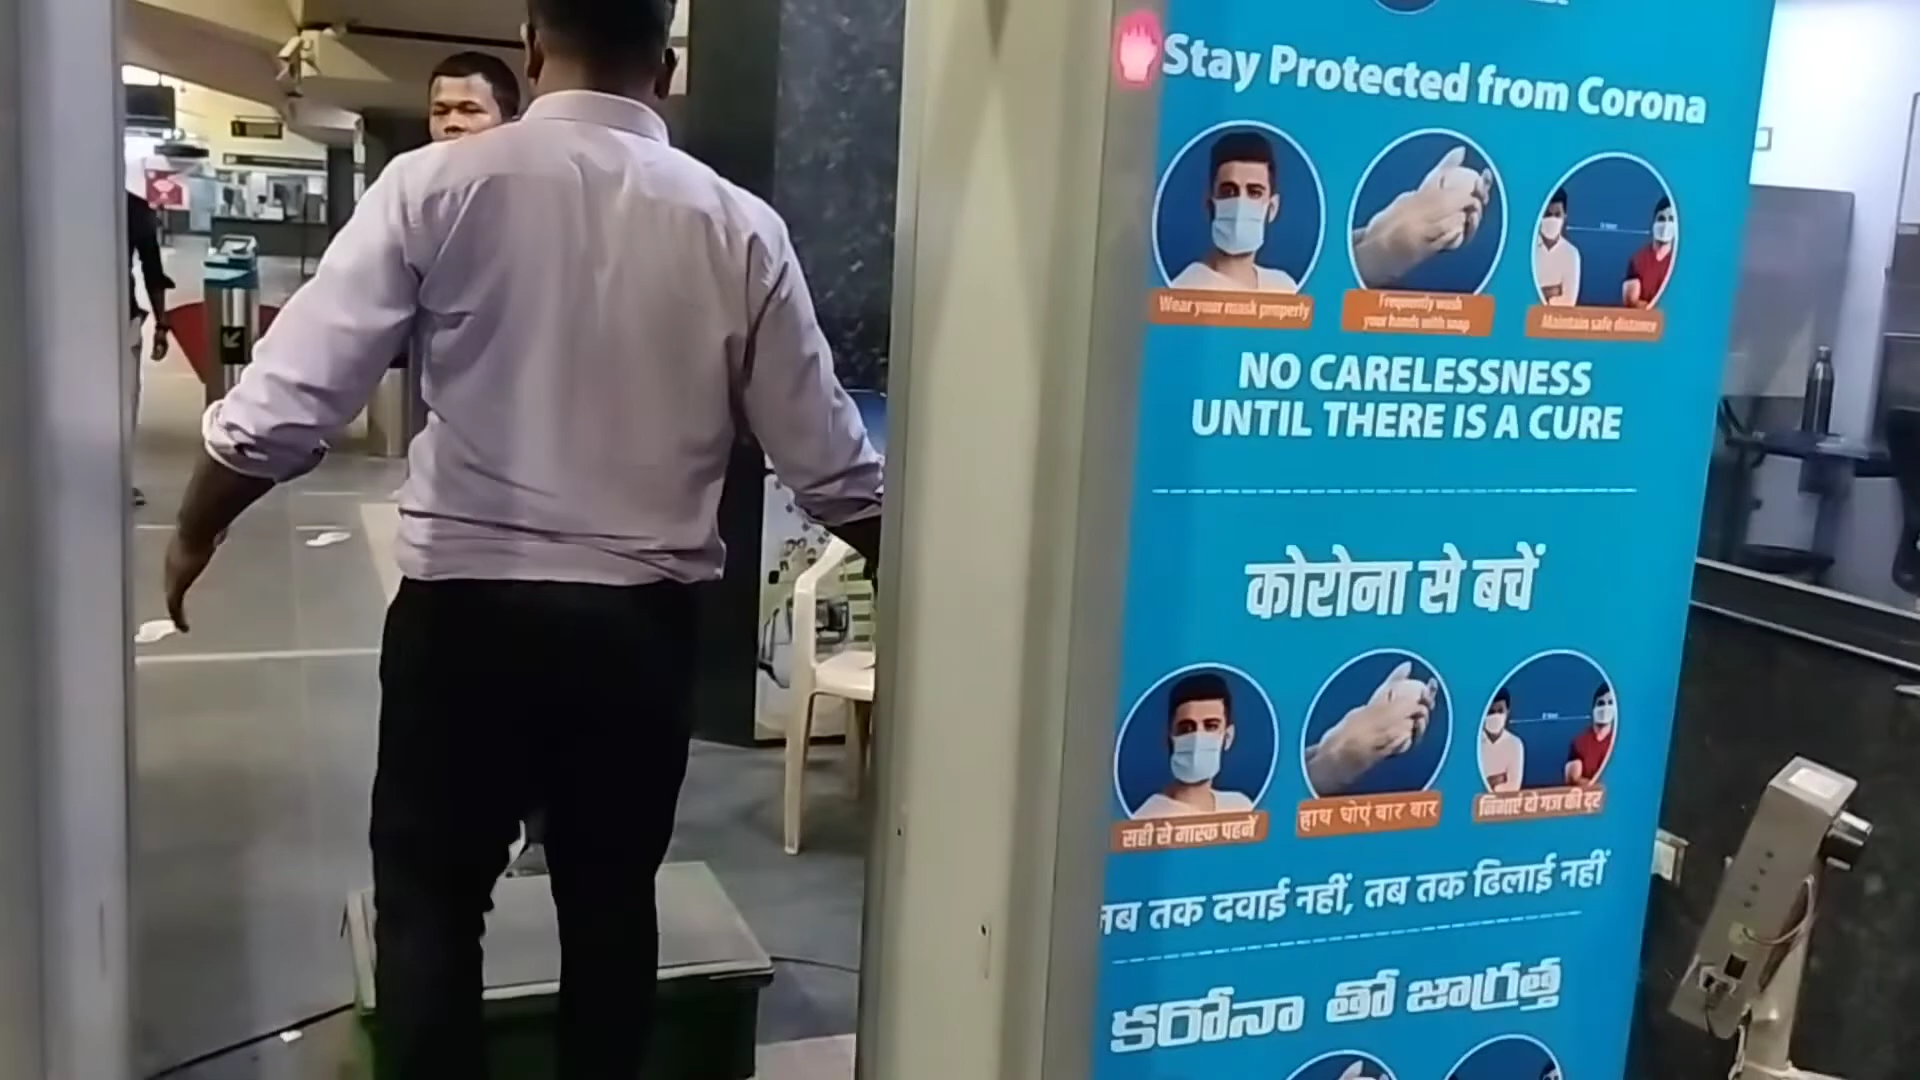 Stay Protected from Corona
Wear your mask properly
Frequently wash
your hands with soap
Maintain safe distance
NO CARELESSNESS
UNTIL THERE IS A CURE
कोरोना से बचें
सही से मास्क पहनें
हाथ धोएं बार बार
निभाएं दो गज की दूर
जब तक दवाई नहीं, तब तक ढिलाई नहीं
కరోనా తో జాగ్రత్త